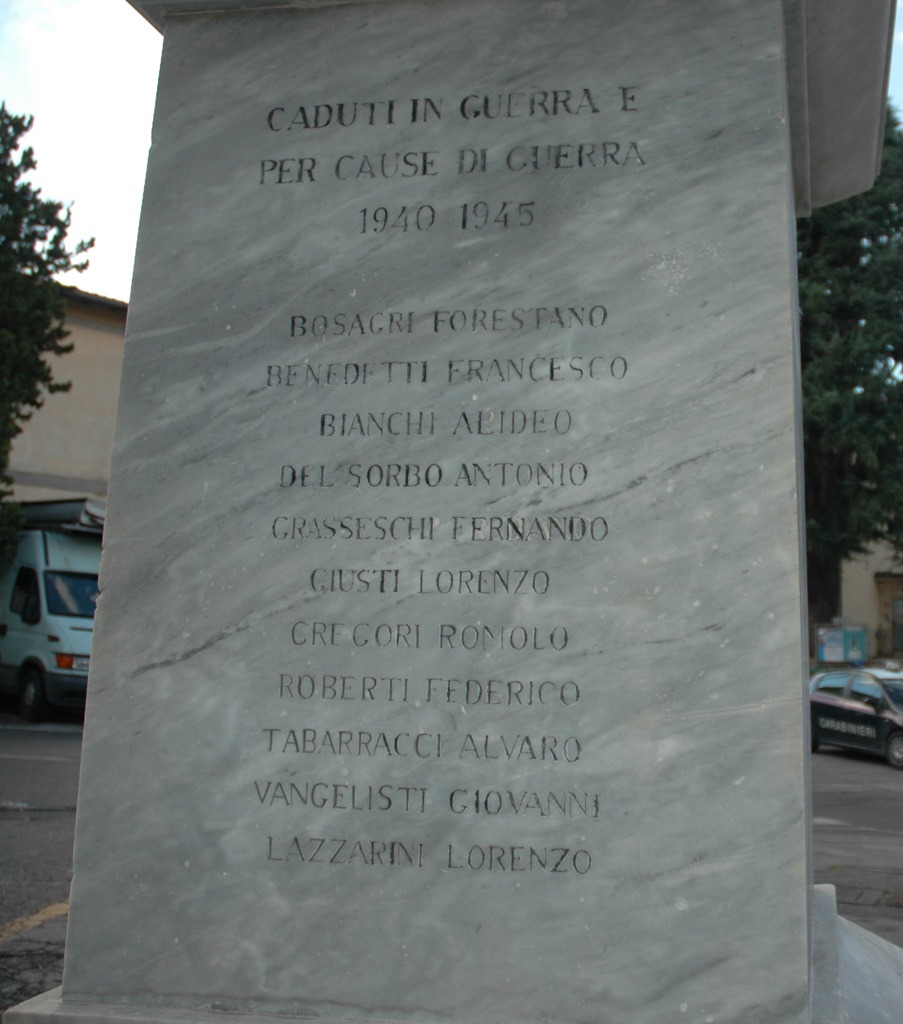 CADUTI IN GUERRA E
PER CAUSE DI GUERRA
1940 1945
BOSAGRI FORESTANO
BENEDETTI FRANCESCO
BIANCHI ALIDEO
DEL SORBO ANTONIO
GRASSESCHI FERNANDO
GIUSTI LORENZO
GREGORI ROMOLO
ROBERTI FEDERICO
TABARRACCI ALVARO
VANGELISTI GIOVANNI
LAZZARINI LORENZO
CARABINIERI